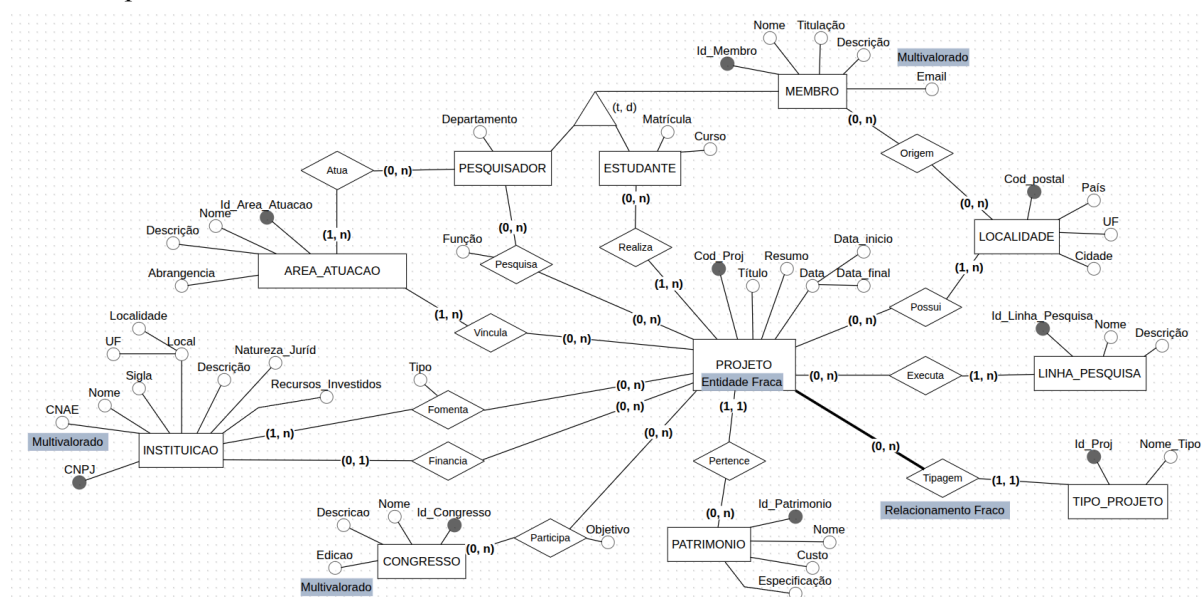 Nome
Titulação
Id_Membro
Descrição
Multivalorado
Email
MEMBRO
(t, d)
(0, n)
Origem
(0, n)
Departamento
PESQUISADOR
Matrícula
Curso
ESTUDANTE
Atua
(0, n)
(1, n)
Id_Area_Atuacao
Nome
Descrição
Abrangencia
AREA_ATUACAO
(0, n)
Função
Pesquisa
(0, n)
(0, n)
Realiza
(1, n)
Cod_postal
País
UF
Cidade
LOCALIDADE
(1, n)
Possui
(0, n)
Cod_Proj
Título
Resumo
Data_inicio
Data
Data_final
PROJETO
Entidade Fraca
(1, n)
Vincula
(0, n)
Localidade
UF
Local
Natureza_Juríd
Sigla
Descrição
Recursos_Investidos
Nome
CNAE
Multivalorado
CNPJ
INSTITUICAO
Tipo
(1, n)
Fomenta
(0, n)
(0, 1)
Financia
(0, n)
(0, n)
Executa
(1, n)
Id_Linha_Pesquisa
Nome
Descrição
LINHA_PESQUISA
(1, 1)
Pertence
(0, n)
(0, n)
Tipagem
(1, 1)
Relacionamento Fraco
Id_Proj
Nome_Tipo
TIPO_PROJETO
(0, n)
Nome
Descricao
Id_Congresso
Edicao
Multivalorado
CONGRESSO
(0, n)
Participa
Objetivo
Id_Patrimonio
Nome
Custo
Especificação
PATRIMONIO